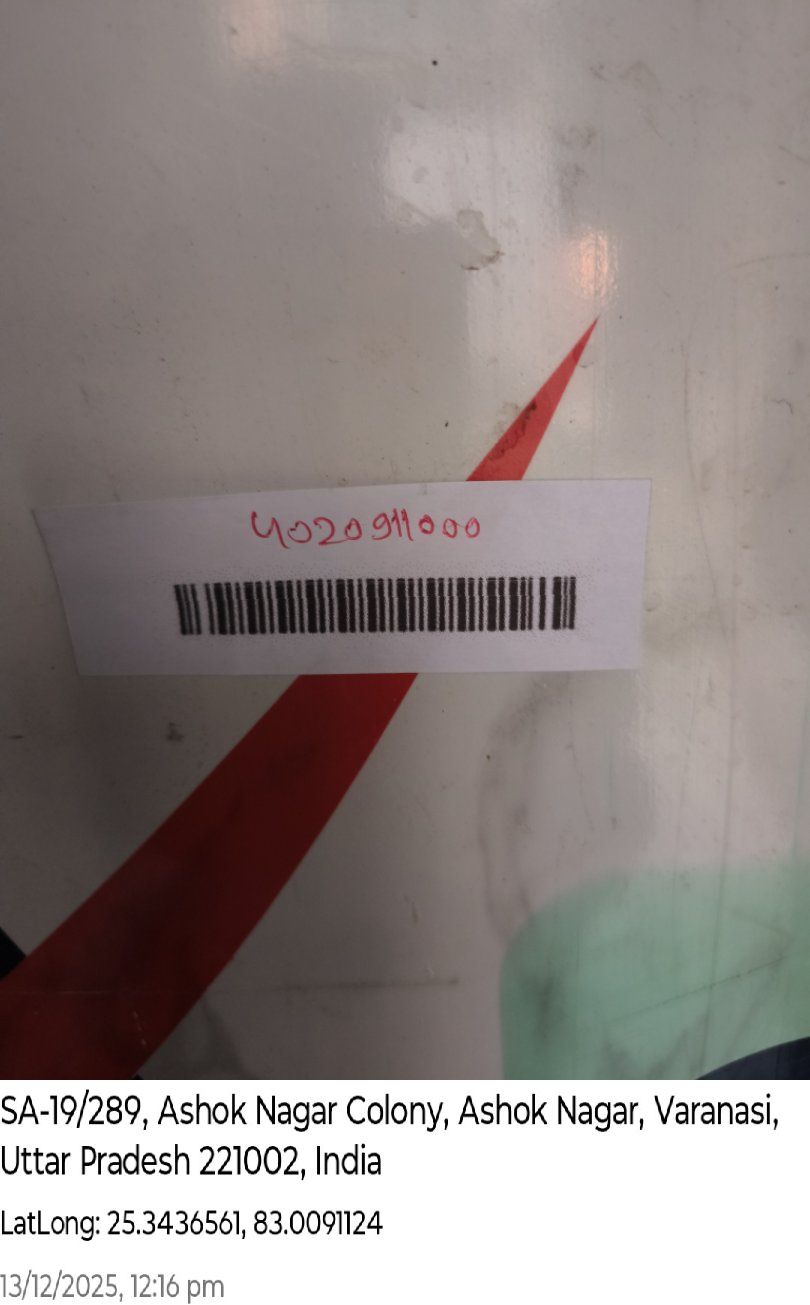 4020911000
SA-19/289, Ashok Nagar Colony, Ashok Nagar, Varanasi,
Uttar Pradesh 221002, India
LatLong: 25.3436561, 83.0091124
13/12/2025, 12:16 pm